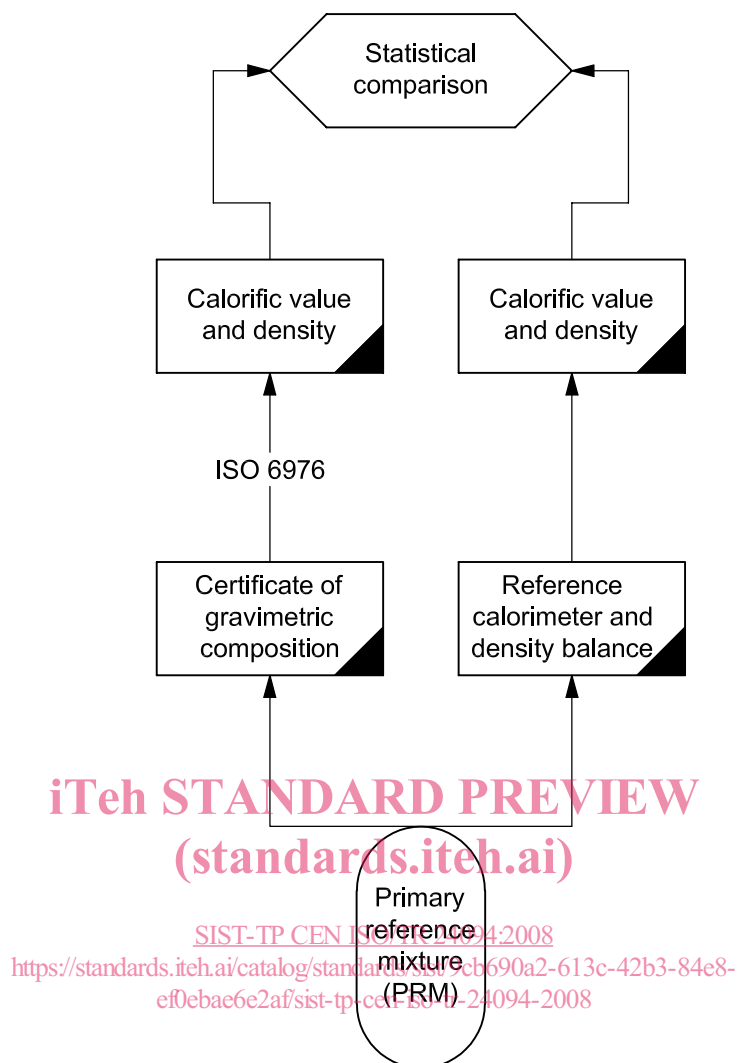 Statistical
comparison
Calorific value
and density
Calorific value
and density
ISO 6976
Certificate of
gravimetric
composition
Reference
calorimeter and
density balance
iTeh STANDARD PREVIEW
(standards.iteh.ai)
Primary
reference
mixture
(PRM)
SIST-TP CEN ISO/TR 24094:2008
https://standards.iteh.ai/catalog/standards/sist/9cb690a2-613c-42b3-84e8-
ef0ebae6e2af/sist-tp-cen-iso-tr-24094-2008